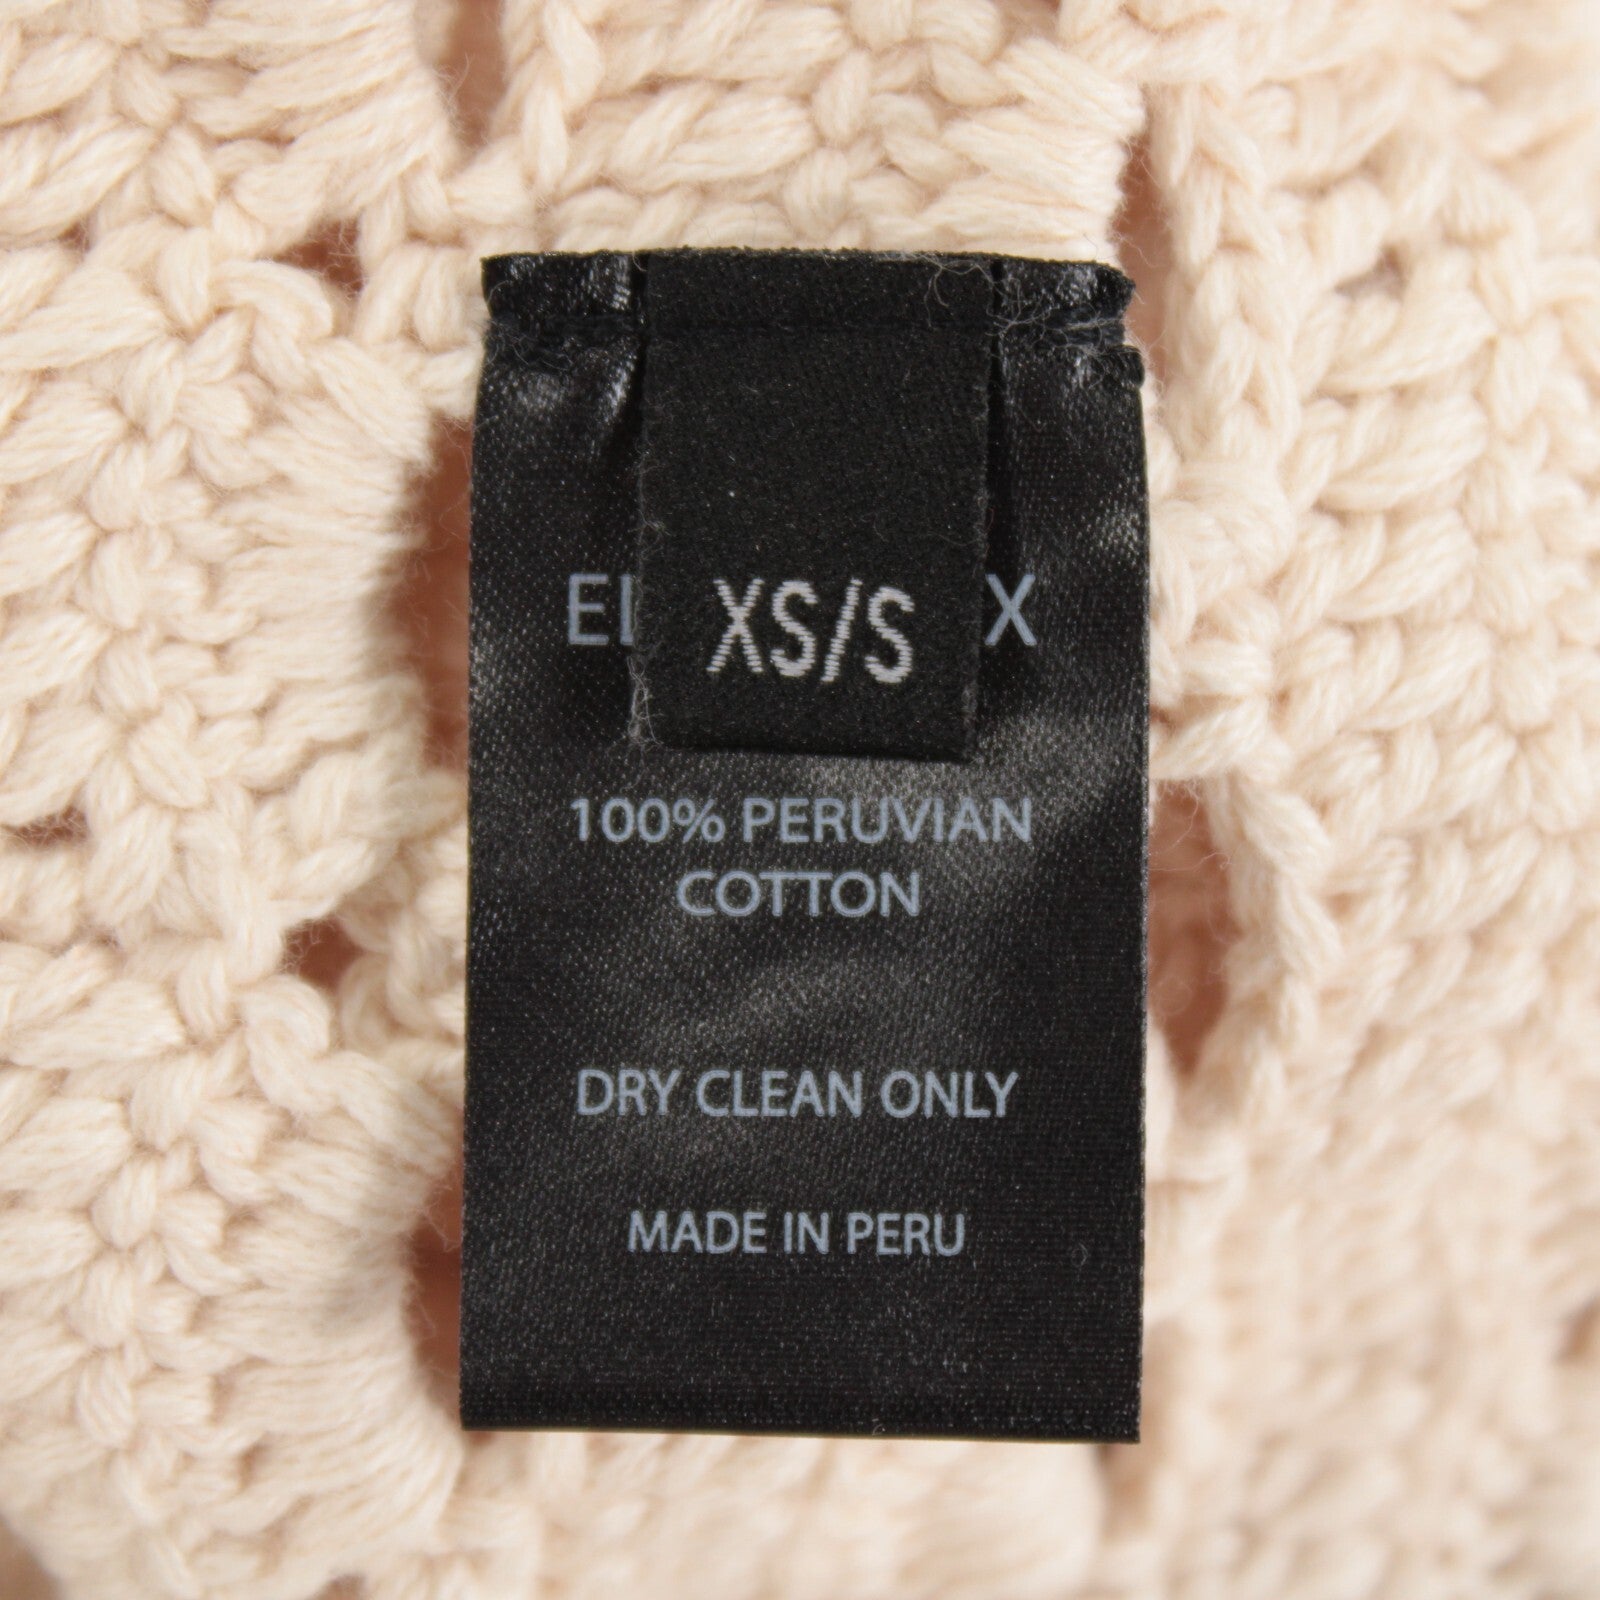 XS/S
100% PERUVIAN
COTTON
DRY CLEAN ONLY
MADE IN PERU